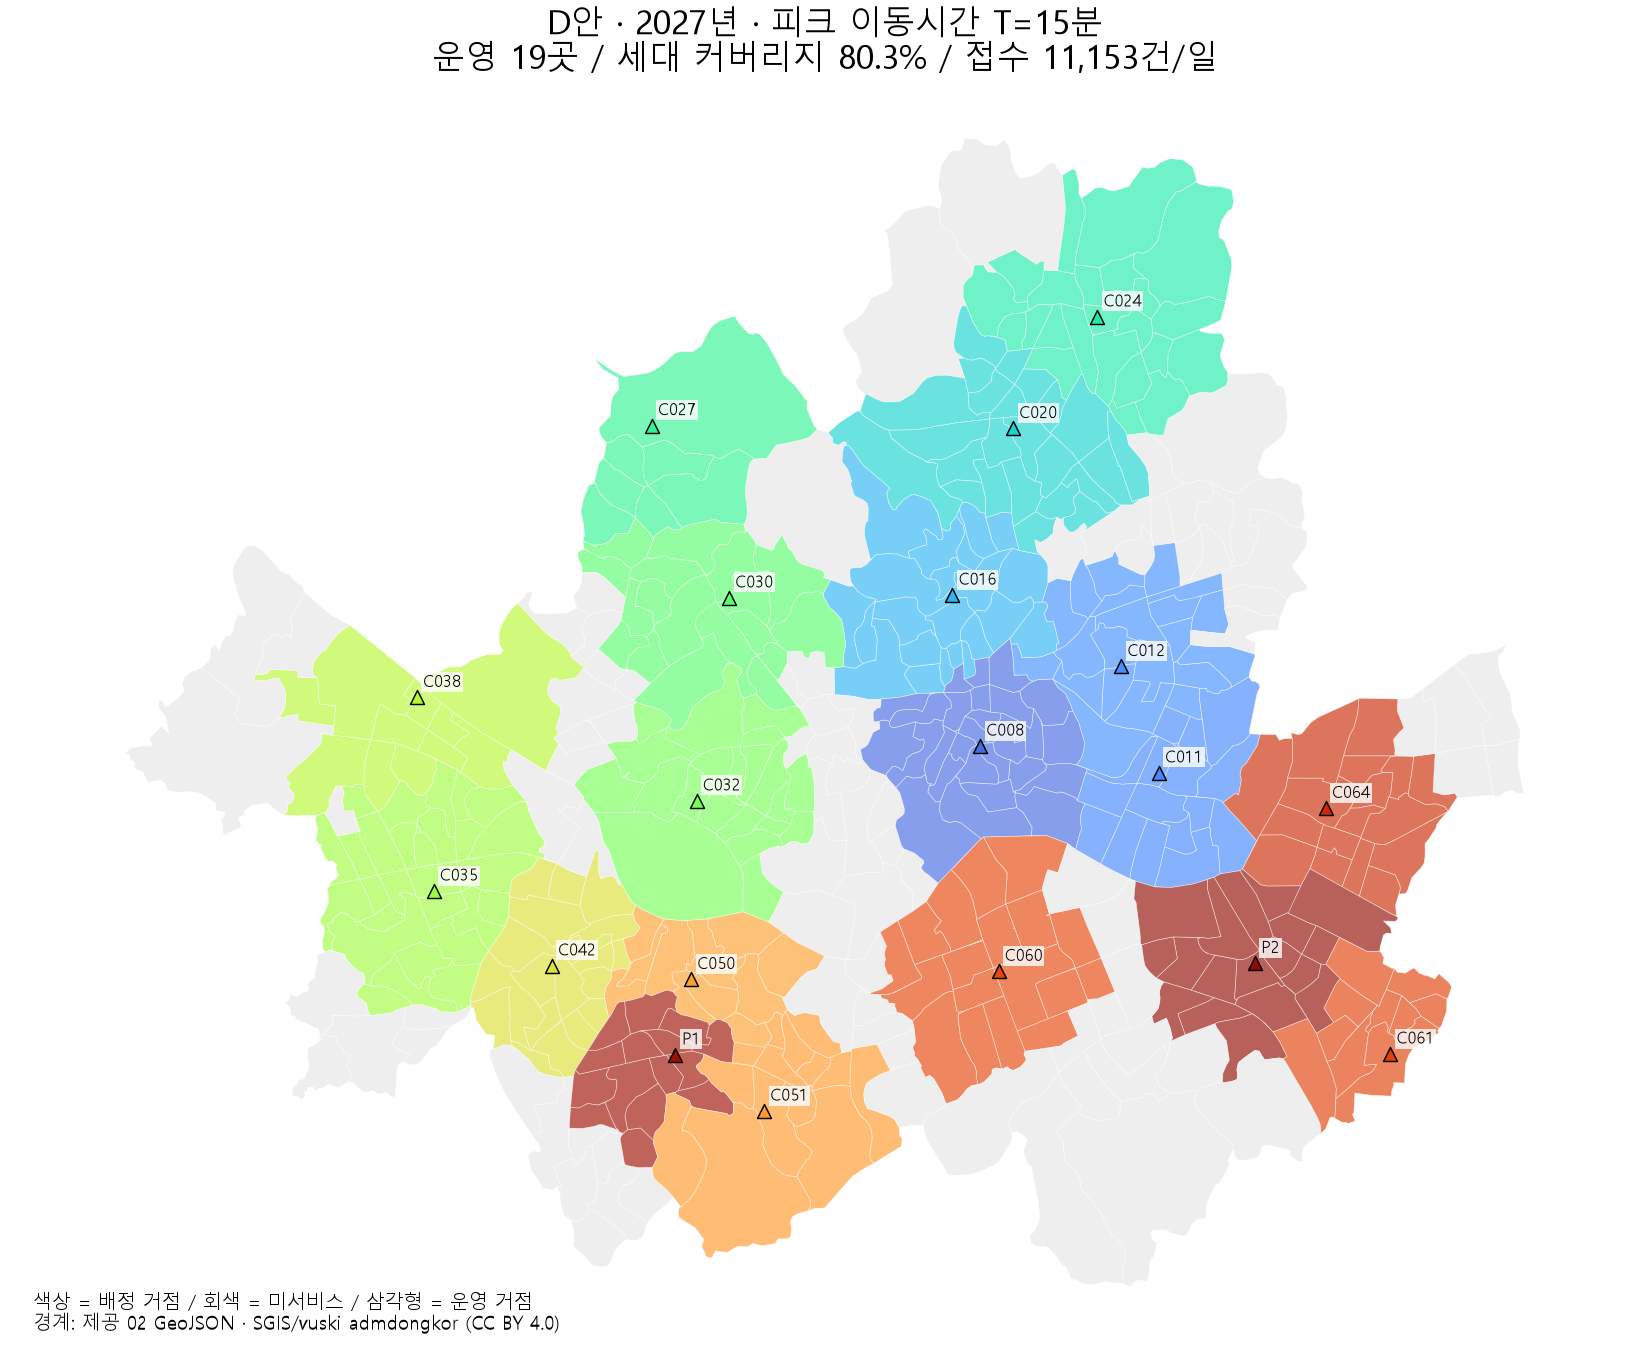 D안 · 2027년 · 피크 이동시간 T=15분
운영 19곳 / 세대 커버리지 80.3% / 접수 11,153건/일
C024
C027
C020
C030
C016
C012
C038
C008
C011
C032
C064
C035
C042
C050
P2
C060
P1
C061
C051
색상 = 배정 거점 / 회색 = 미서비스 / 삼각형 = 운영 거점
경계: 제공 02 GeoJSON · SGIS/vuski admdongkor (CC BY 4.0)